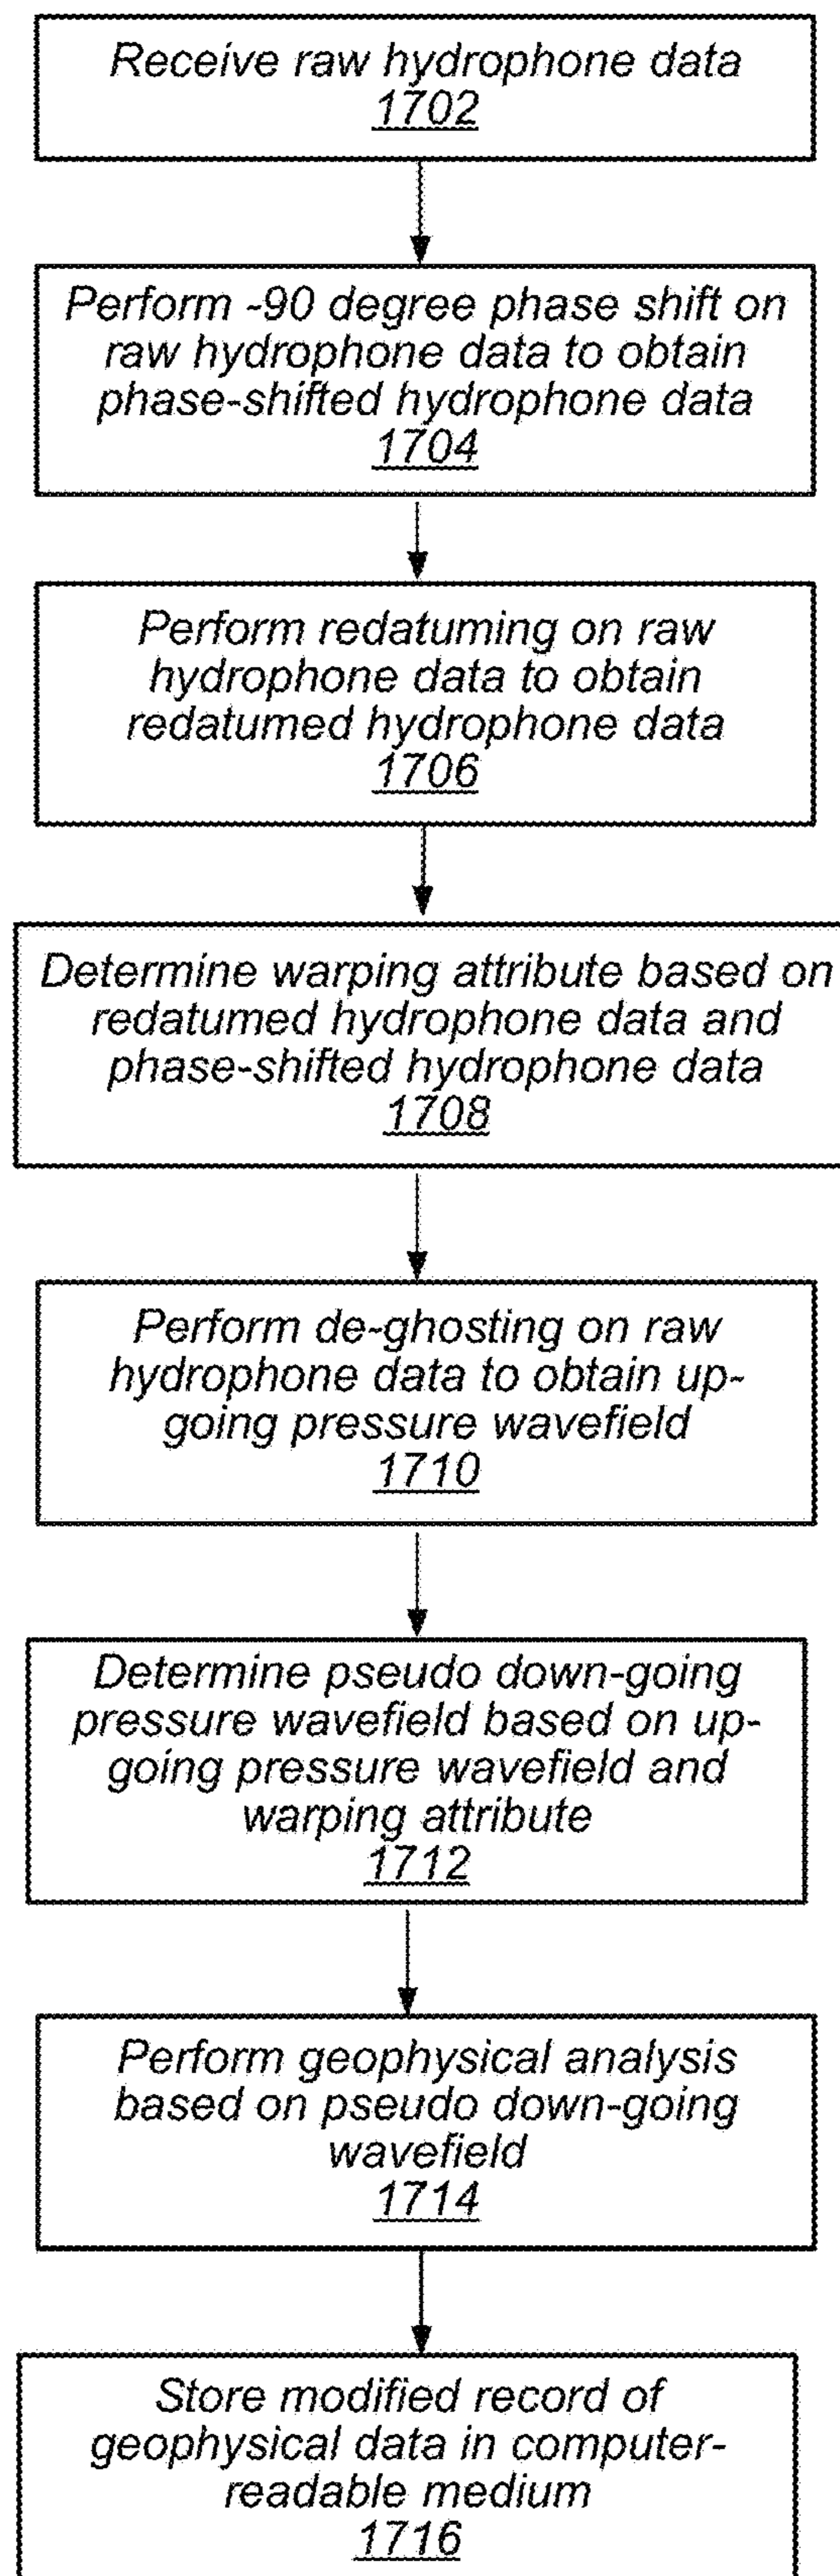 Receive raw hydrophone data
1702
Perform -90 degree phase shift on
raw hydrophone data to obtain
phase-shifted hydrophone data
1704
Perform redatuming on raw
hydrophone data to obtain
redatumed hydrophone data
1706
Determine warping attribute based on
redatumed hydrophone data and
phase-shifted hydrophone data
1708
Perform de-ghosting on raw
hydrophone data to obtain up-
going pressure wavefield
1710
Determine pseudo down-going
pressure wavefield based on up-
going pressure wavefield and
warping attribute
1712
Perform geophysical analysis
based on pseudo down-going
wavefield
1714
Store modified record of
geophysical data in computer-
readable medium
1716